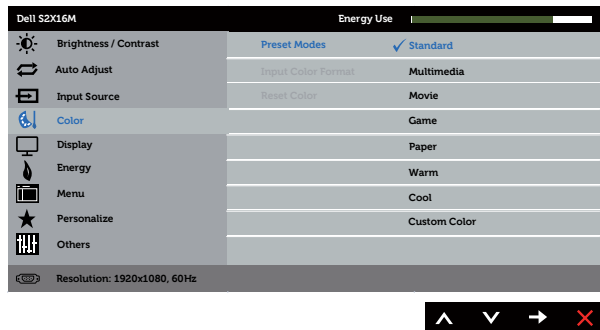 Dell S2X16M
Energy Use
Brightness / Contrast
Auto Adjust
Input Source
Color
Display
Energy
Menu
Personalize
Others
Preset Modes
Input Color Format
Reset Color
Standard
Multimedia
Movie
Game
Paper
Warm
Cool
Custom Color
Resolution: 1920x1080, 60Hz